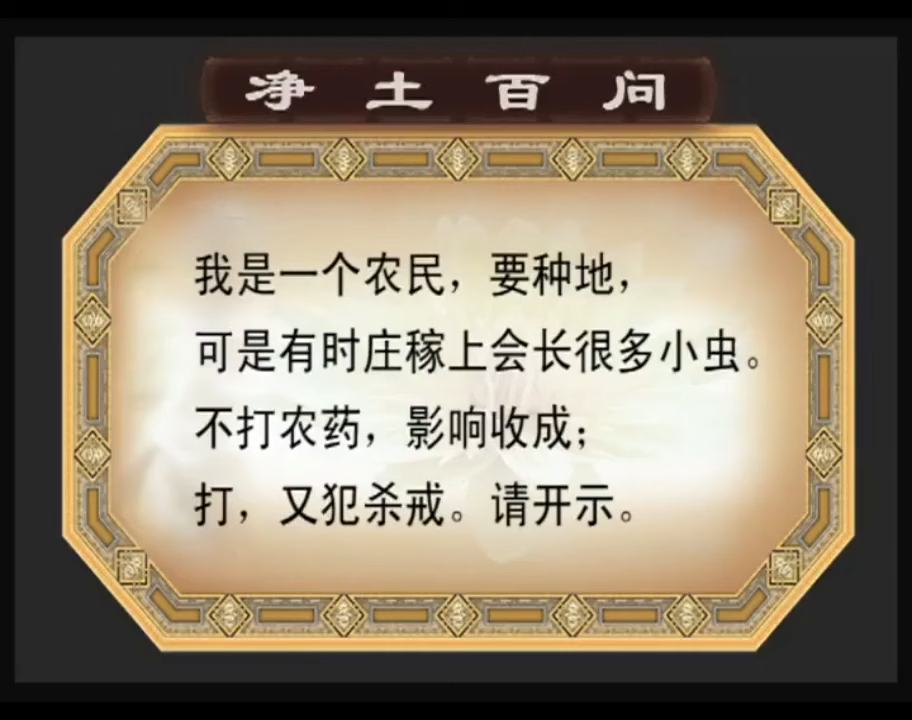 净土百问
我是一个农民，要种地，
可是有时庄稼上会长很多小虫。
不打农药，影响收成；
打，又犯杀戒。请开示。